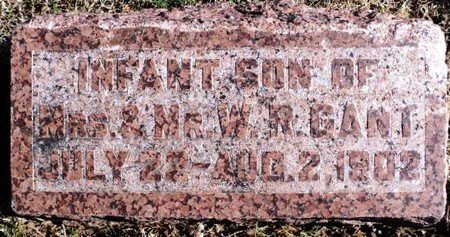 INFANT SON OF
MRS. & MR. W. R. GANT
JULY 27 - AUG. 2, 1902